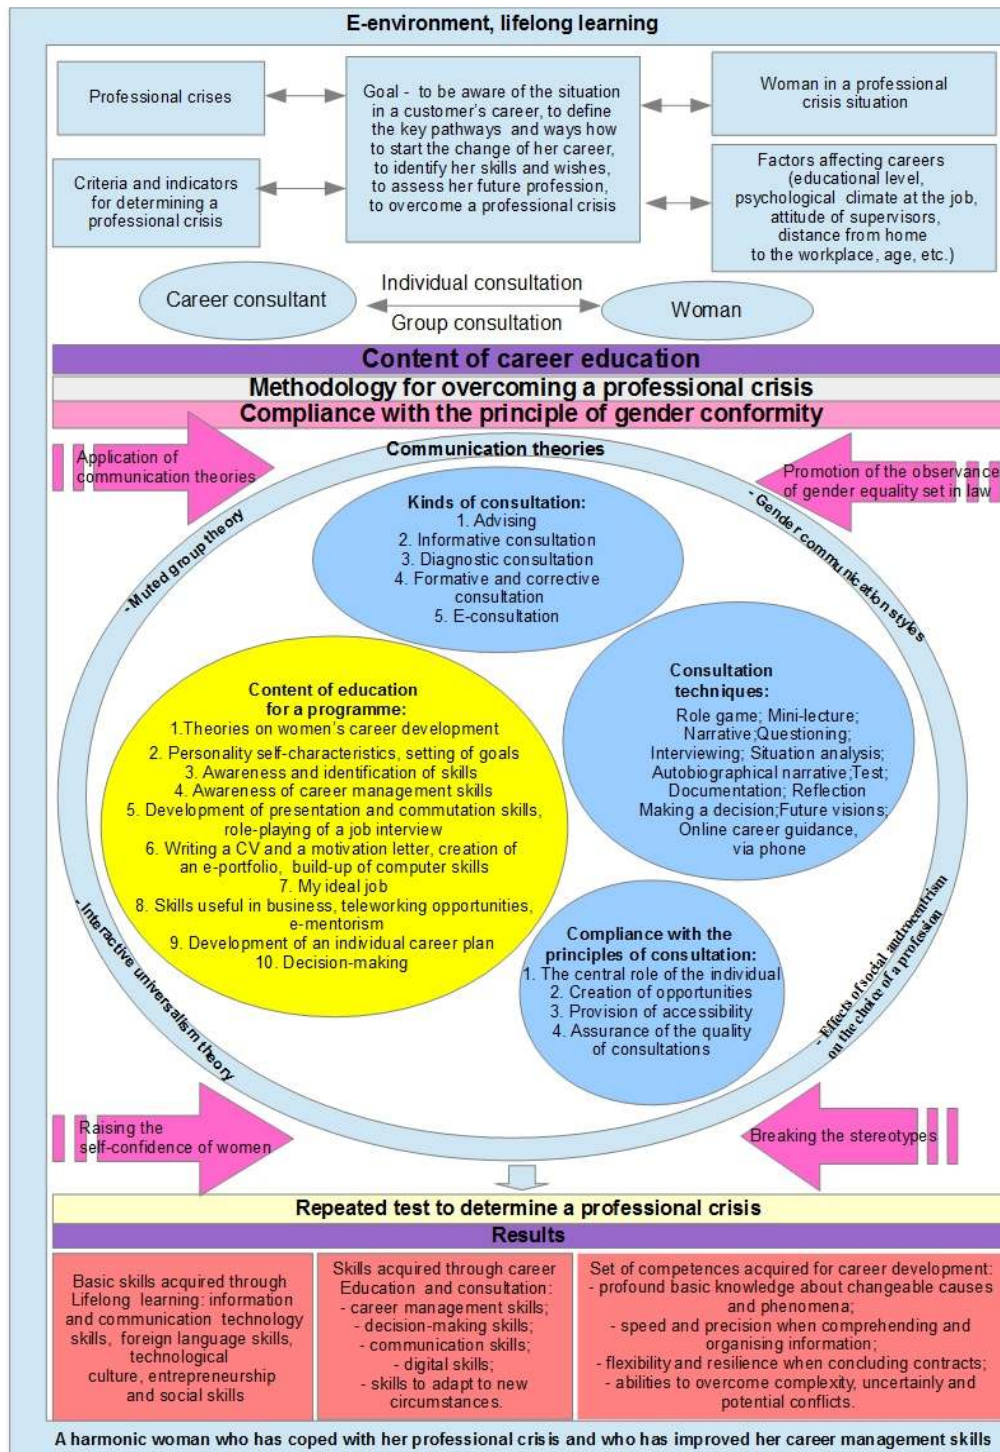 E-environment, lifelong learning
Professional crises
Goal - to be aware of the situation
in a customer's career, to define
the key pathways and ways how
to start the change of her career,
to identify her skills and wishes,
to assess her future profession,
to overcome a professional crisis
Woman in a professional
crisis situation
Criteria and indicators
for determining a
professional crisis
Factors affecting careers
(educational level,
psychological climate at the job,
attitude of supervisors,
distance from home
to the workplace, age, etc.)
Career consultant
Individual consultation
Group consultation
Woman
Content of career education
Methodology for overcoming a professional crisis
Compliance with the principle of gender conformity
Application of
communication theories
Communication theories
Promotion of the observance
of gender equality set in law
- Muted group theory
- Gender communication styles
Kinds of consultation:
1. Advising
2. Informative consultation
3. Diagnostic consultation
4. Formative and corrective
consultation
5. E-consultation
Content of education
for a programme:
1.Theories on women's career development
2. Personality self-characteristics, setting of goals
3. Awareness and identification of skills
4. Awareness of career management skills
5. Development of presentation and commutation skills,
role-playing of a job interview
6. Writing a CV and a motivation letter, creation of
an e-portfolio, build-up of computer skills
7. My ideal job
8. Skills useful in business, teleworking opportunities,
e-mentorism
9. Development of an individual career plan
10. Decision-making
Consultation
techniques:
Role game; Mini-lecture;
Narrative;Questioning;
Interviewing; Situation analysis;
Autobiographical narrative;Test;
Documentation; Reflection
Making a decision;Future visions;
Online career guidance,
via phone
Compliance with the
principles of consultation:
1. The central role of the individual
2. Creation of opportunities
3. Provision of accessibility
4. Assurance of the quality
of consultations
- Interactive universalism theory
- Effects of social androcentrism
on the choice of a profession
Raising the
self-confidence of women
Breaking the stereotypes
Repeated test to determine a professional crisis
Results
Basic skills acquired through
Lifelong learning: information
and communication technology
skills, foreign language skills,
technological
culture, entrepreneurship
and social skills
Skills acquired through career
Education and consultation:
- career management skills;
- decision-making skills;
- communication skills;
- digital skills;
- skills to adapt to new
circumstances.
Set of competences acquired for career development:
- profound basic knowledge about changeable causes
and phenomena;
- speed and precision when comprehending and
organising information;
- flexibility and resilience when concluding contracts;
- abilities to overcome complexity, uncertainly and
potential conflicts.
A harmonic woman who has coped with her professional crisis and who has improved her career management skills